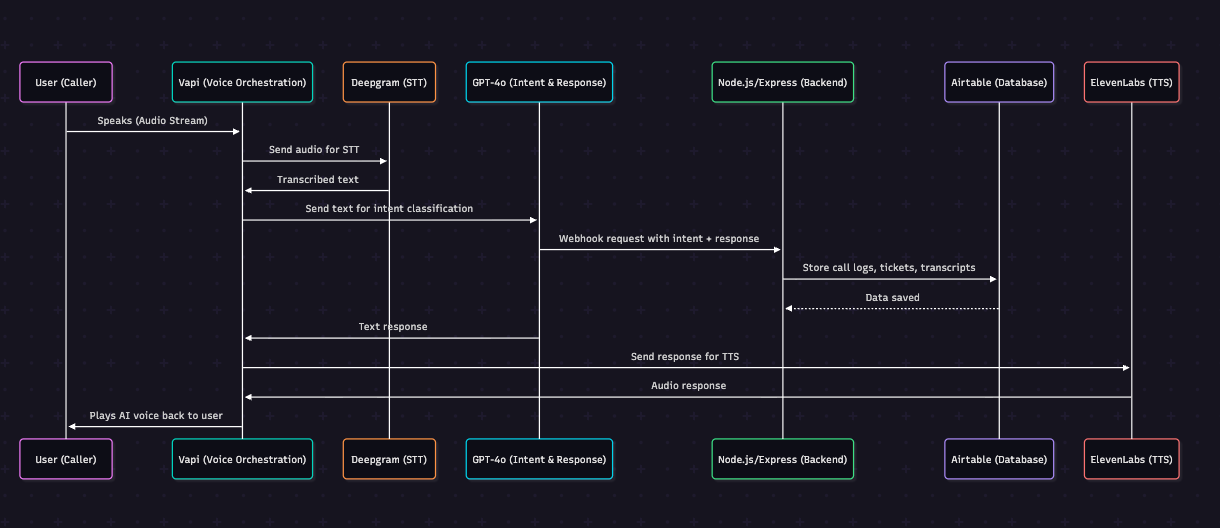 User (Caller)
Vapi (Voice Orchestration)
Deepgram (STT)
GPT-4o (Intent & Response)
Node.js/Express (Backend)
Airtable (Database)
ElevenLabs (TTS)
Speaks (Audio Stream)
Send audio for STT
Transcribed text
Send text for intent classification
Webhook request with intent + response
Store call logs, tickets, transcripts
Data saved
Text response
Send response for TTS
Audio response
Plays AI voice back to user
User (Caller)
Vapi (Voice Orchestration)
Deepgram (STT)
GPT-4o (Intent & Response)
Node.js/Express (Backend)
Airtable (Database)
ElevenLabs (TTS)